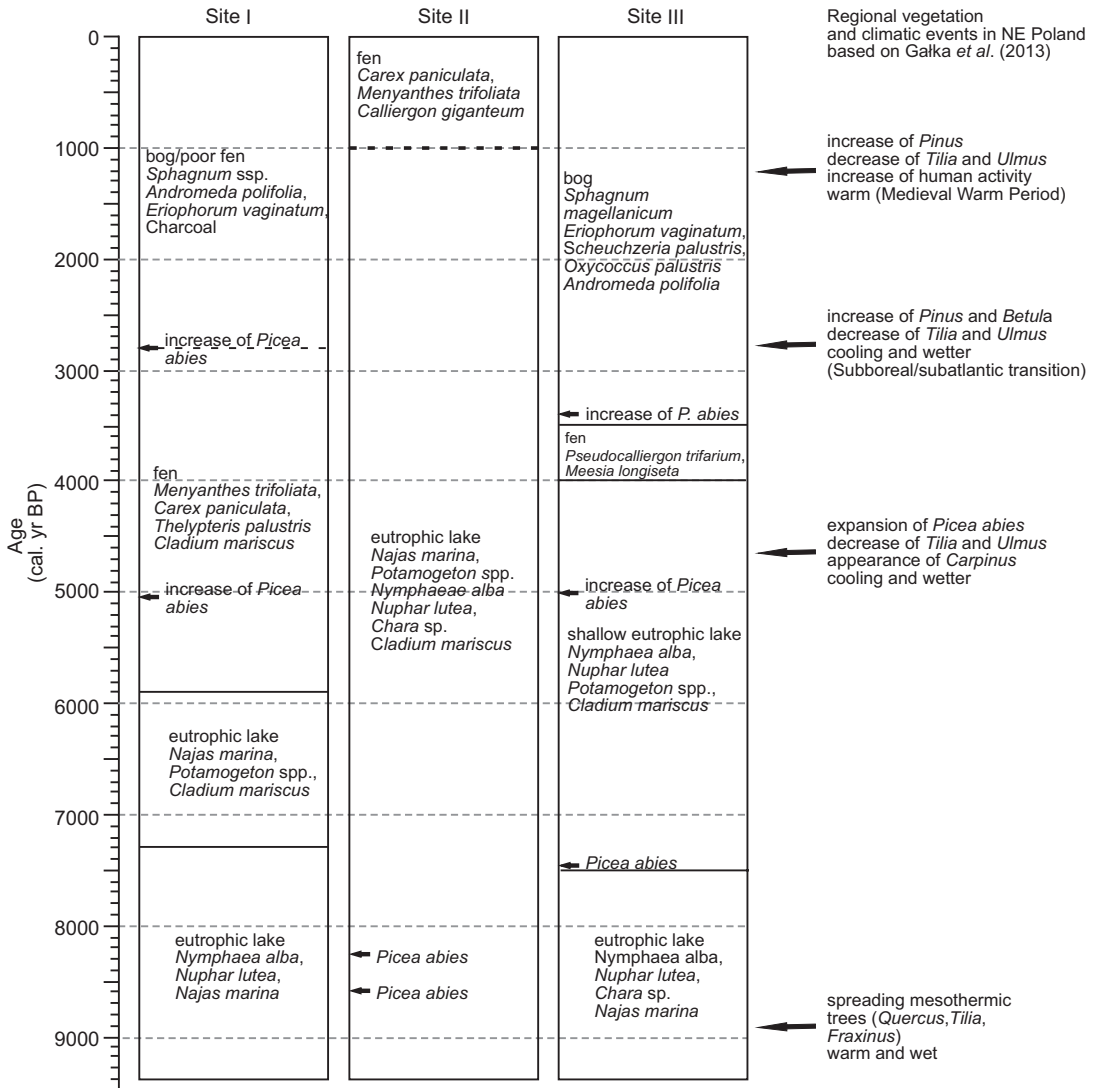 Site I
Site II
Site III
Regional vegetation
and climatic events in NE Poland
based on Gałka et al. (2013)
Age
(cal. yr BP)
0
1000
2000
3000
4000
5000
6000
7000
8000
9000
bog/poor fen
Sphagnum ssp.
Andromeda polifolia,
Eriophorum vaginatum,
Charcoal
increase of Picea
abies
fen
Menyanthes trifoliata,
Carex paniculata,
Thelypteris palustris
Cladium mariscus
increase of Picea
abies
eutrophic lake
Najas marina,
Potamogeton spp.,
Cladium mariscus
eutrophic lake
Nymphaea alba,
Nuphar lutea,
Najas marina
fen
Carex paniculata,
Menyanthes trifoliata
Calliergon giganteum
eutrophic lake
Najas marina,
Potamogeton spp.
Nymphaeae alba
Nuphar lutea,
Chara sp.
Cladium mariscus
Picea abies
Picea abies
bog
Sphagnum
magellanicum
Eriophorum vaginatum,
Scheuchzeria palustris,
Oxycoccus palustris
Andromeda polifolia
increase of P. abies
fen
Pseudocalliergon trifarium,
Meesia longiseta
increase of Picea
abies
shallow eutrophic lake
Nymphaea alba,
Nuphar lutea
Potamogeton spp.,
Cladium mariscus
Picea abies
eutrophic lake
Nymphaea alba,
Nuphar lutea,
Chara sp.
Najas marina
increase of Pinus
decrease of Tilia and Ulmus
increase of human activity
warm (Medieval Warm Period)
increase of Pinus and Betula
decrease of Tilia and Ulmus
cooling and wetter
(Subboreal/subatlantic transition)
expansion of Picea abies
decrease of Tilia and Ulmus
appearance of Carpinus
cooling and wetter
spreading mesothermic
trees (Quercus,Tilia,
Fraxinus)
warm and wet